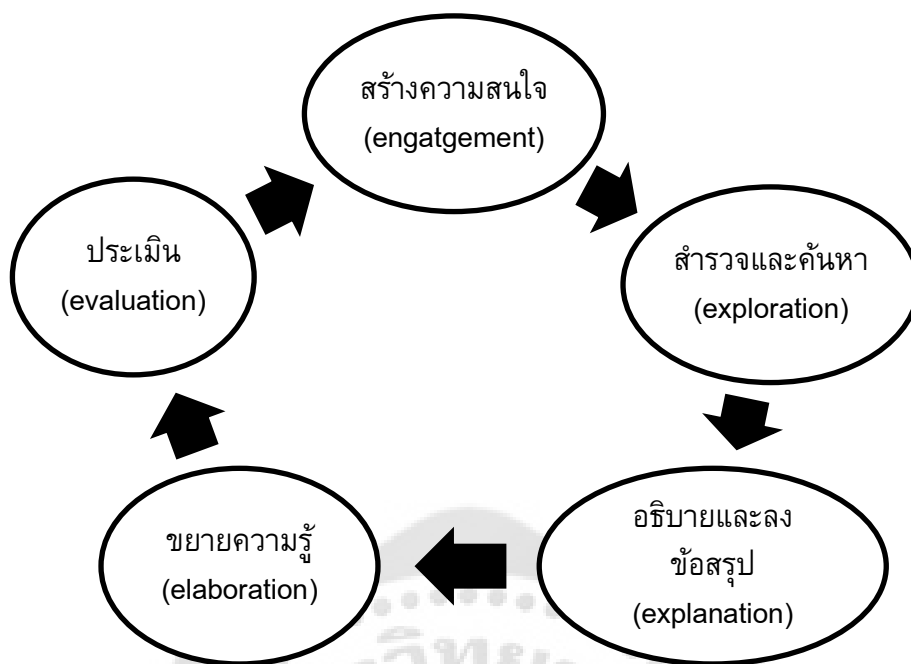 สร้างความสนใจ
(engatgement)
สำรวจและค้นหา
(exploration)
อธิบายและลง
ข้อสรุป
(explanation)
ขยายความรู้
(elaboration)
ประเมิน
(evaluation)